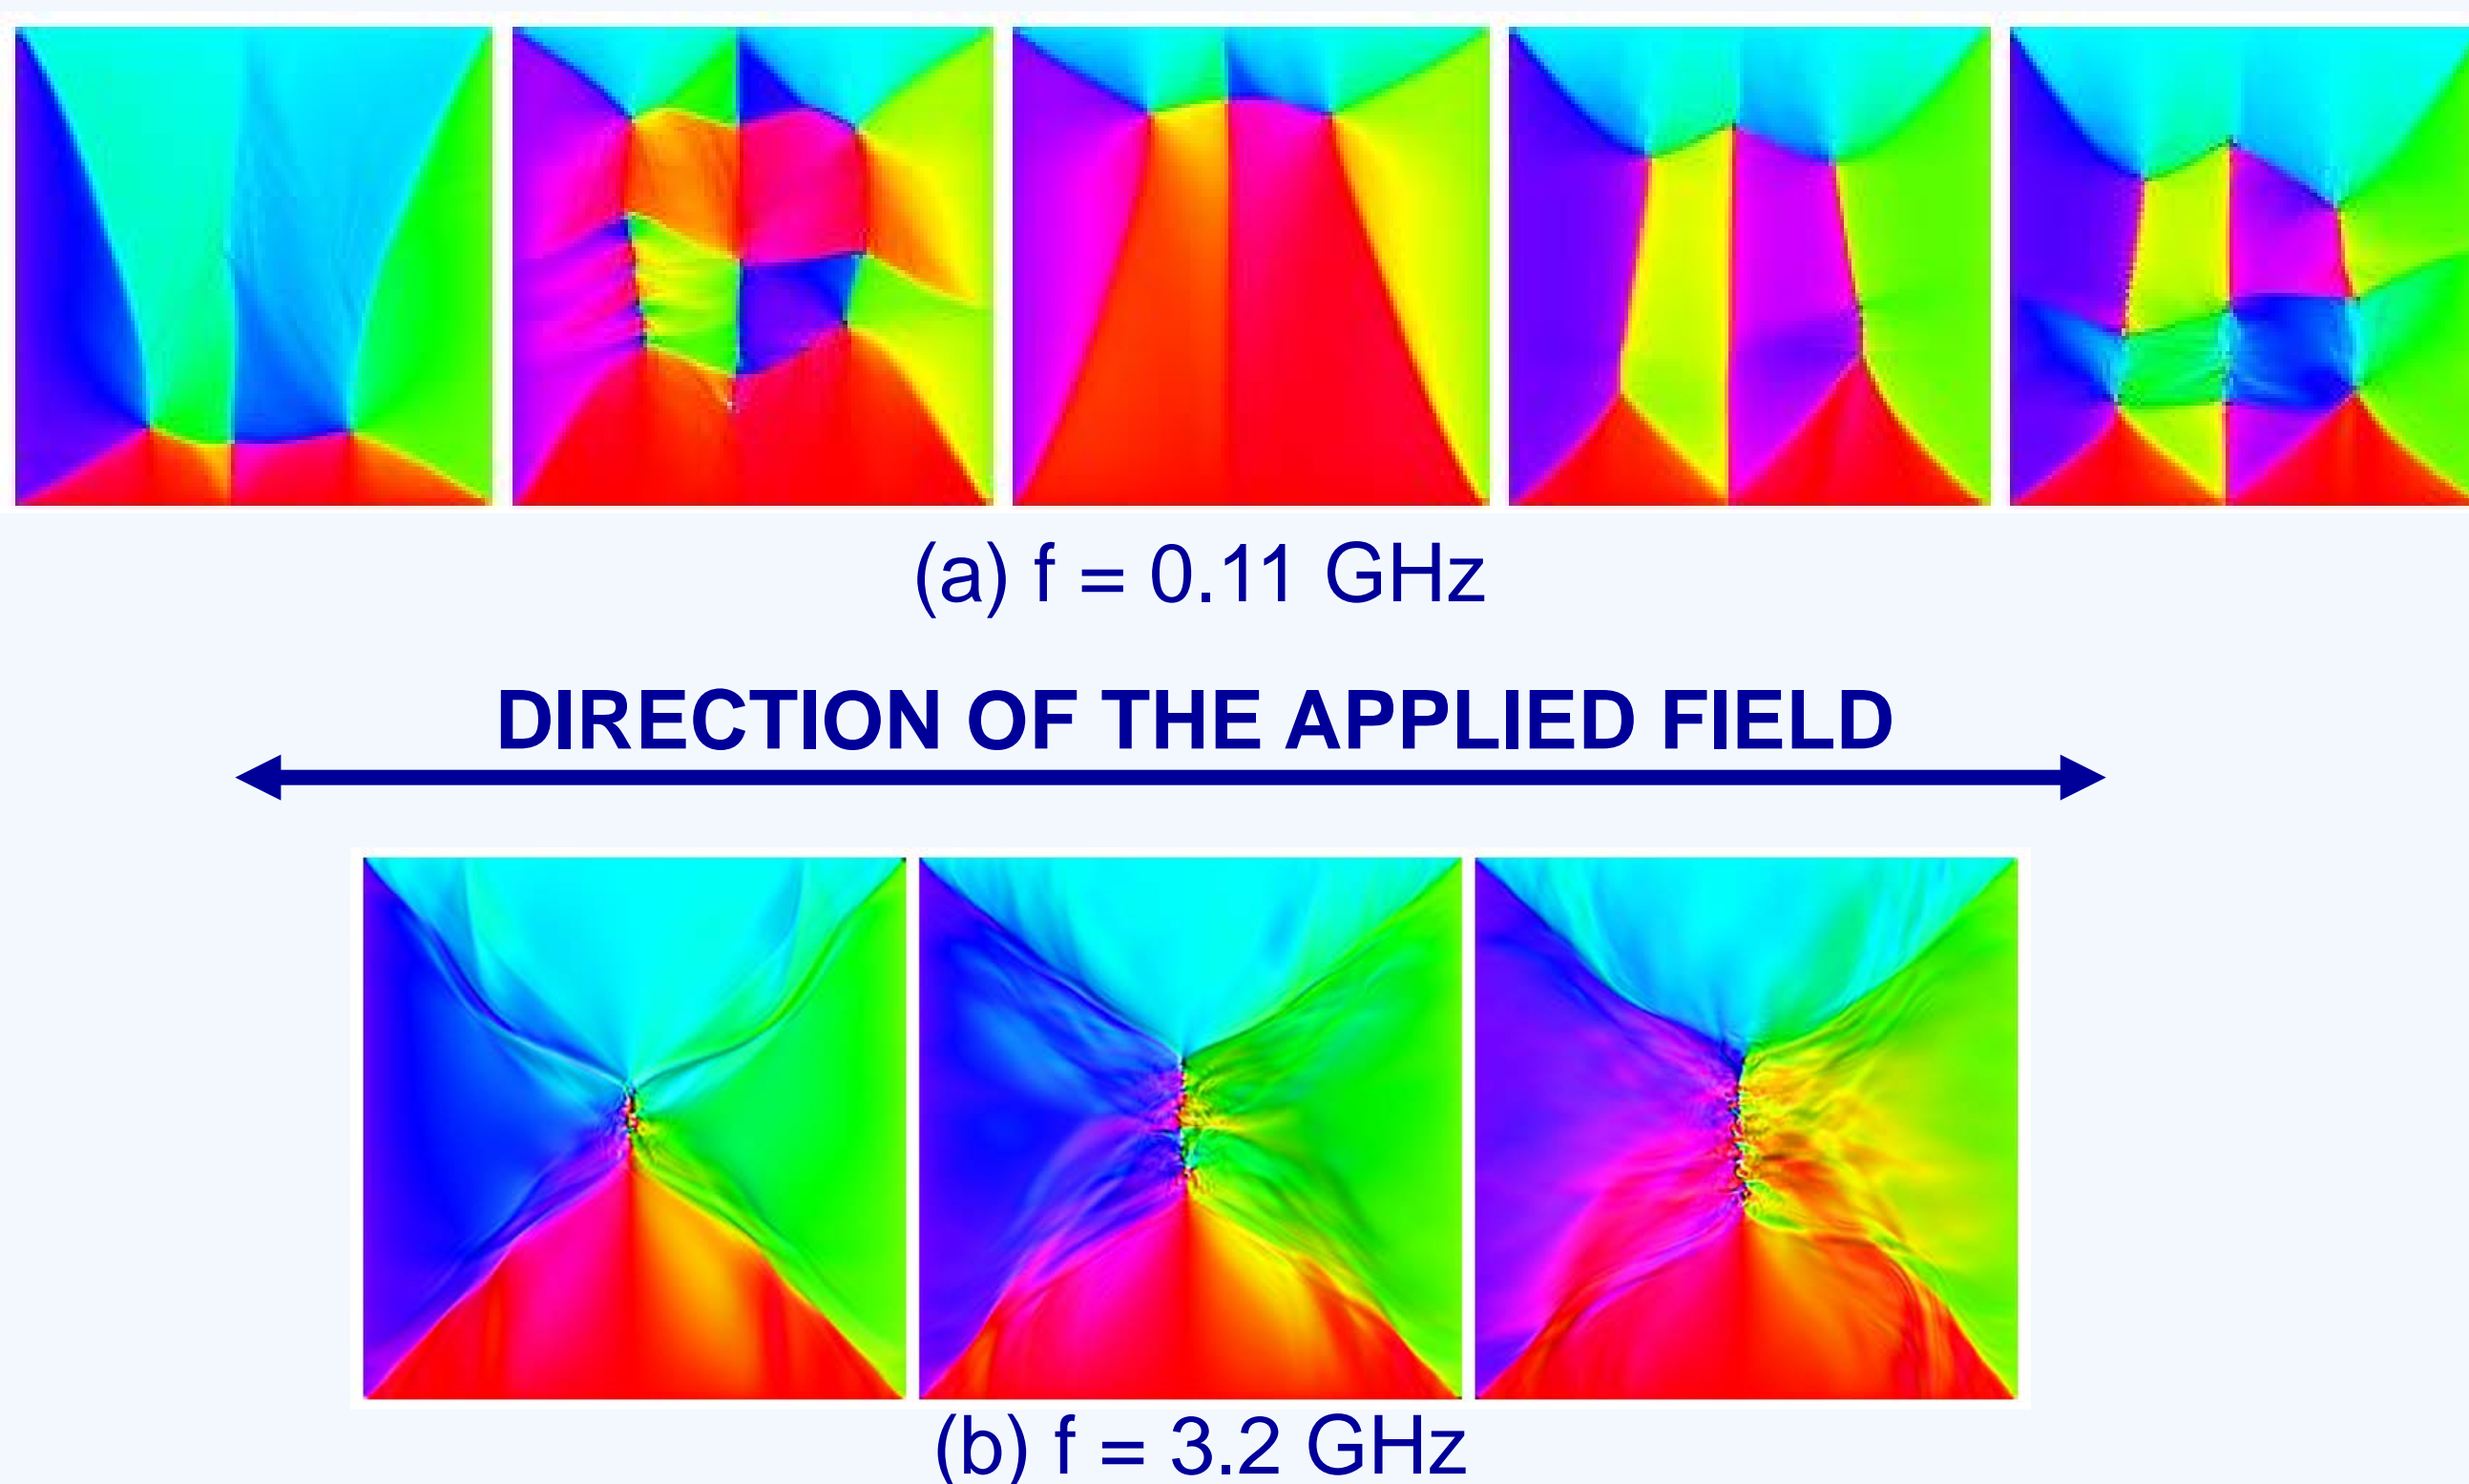 (a) f = 0.11 GHz
DIRECTION OF THE APPLIED FIELD
(b) f = 3.2 GHz